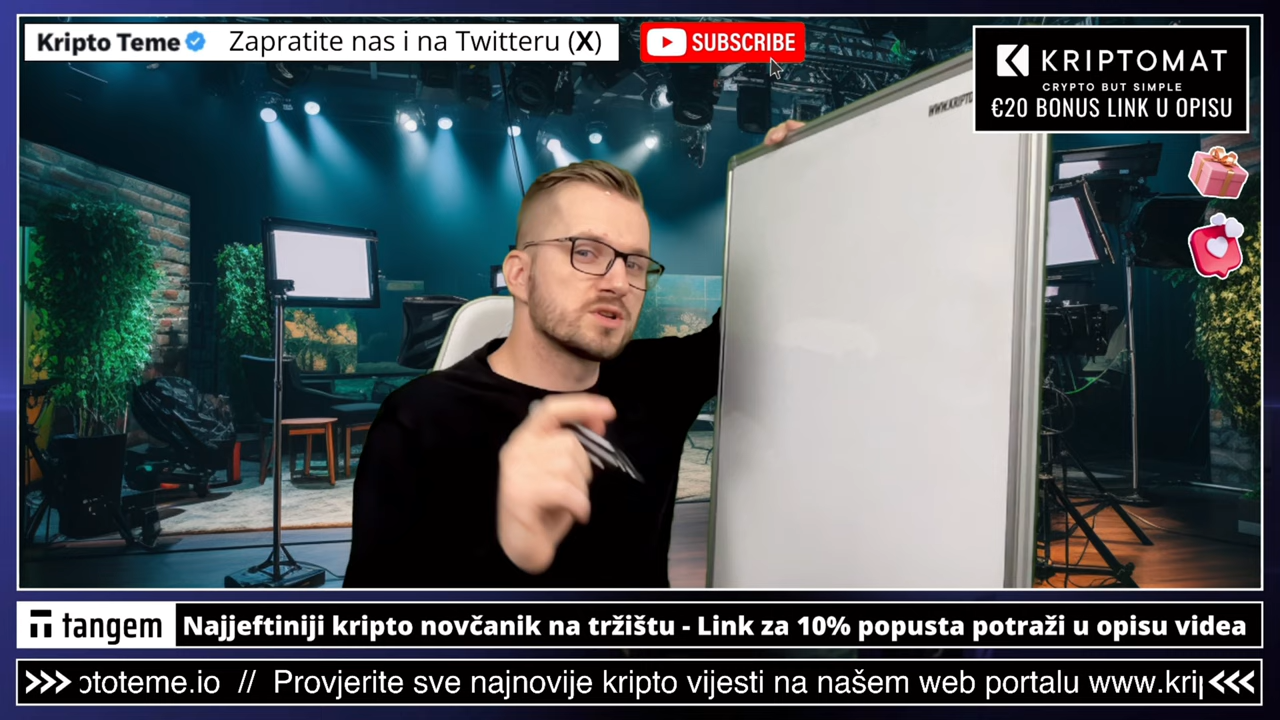 Kripto Teme Zapratite nas i na Twitteru (X)
SUBSCRIBE
KRIPTOMAT
CRYPTO BUT SIMPLE
€20 BONUS LINK U OPISU
tangem Najjeftiniji kripto novčanik na tržištu - Link za 10% popusta potraži u opisu videa
ototeme.io // Provjerite sve najnovije kripto vijesti na našem web portalu www.krip